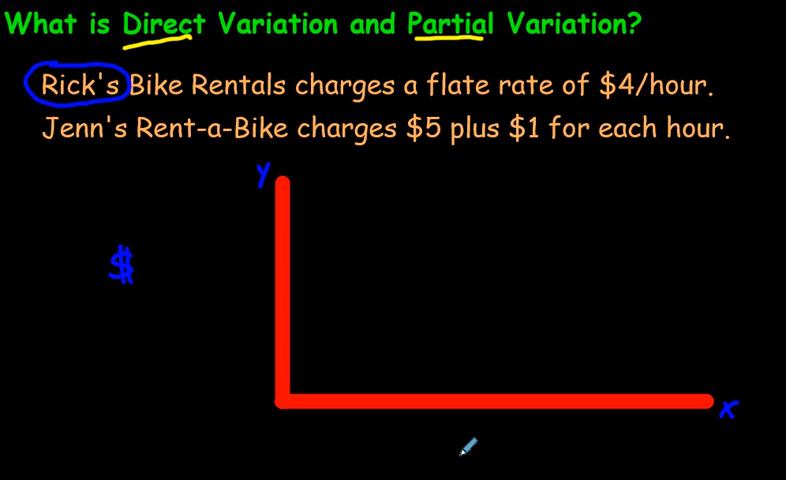 What is Direct Variation and Partial Variation?
Rick's Bike Rentals charges a flate rate of $4/hour.
Jenn's Rent-a-Bike charges $5 plus $1 for each hour.
y
$
x